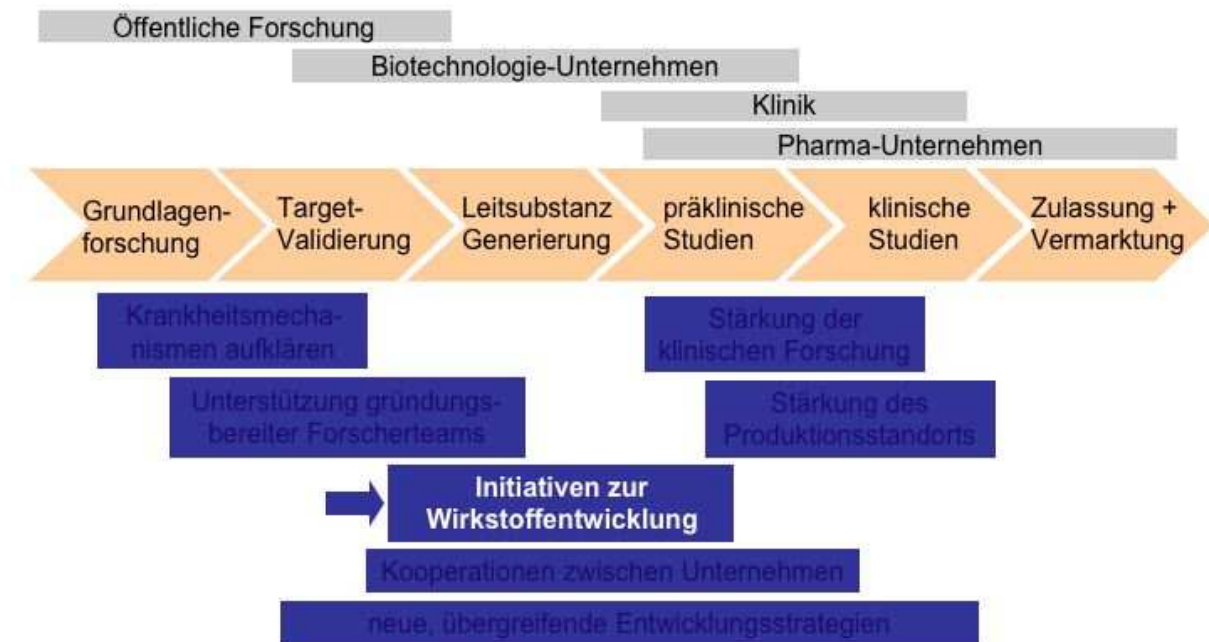 Öffentliche Forschung
Biotechnologie-Unternehmen
Klinik
Pharma-Unternehmen
Grundlagen-
forschung
Target-
Validierung
Leitsubstanz
Generierung
präklinische
Studien
klinische
Studien
Zulassung +
Vermarktung
Krankheitsmecha-
nismen aufklären
Stärkung der
klinischen Forschung
Unterstützung gründungs-
bereiter Forscherteams
Stärkung des
Produktionsstandorts
Initiativen zur
Wirkstoffentwicklung
Kooperationen zwischen Unternehmen
neue, übergreifende Entwicklungsstrategien